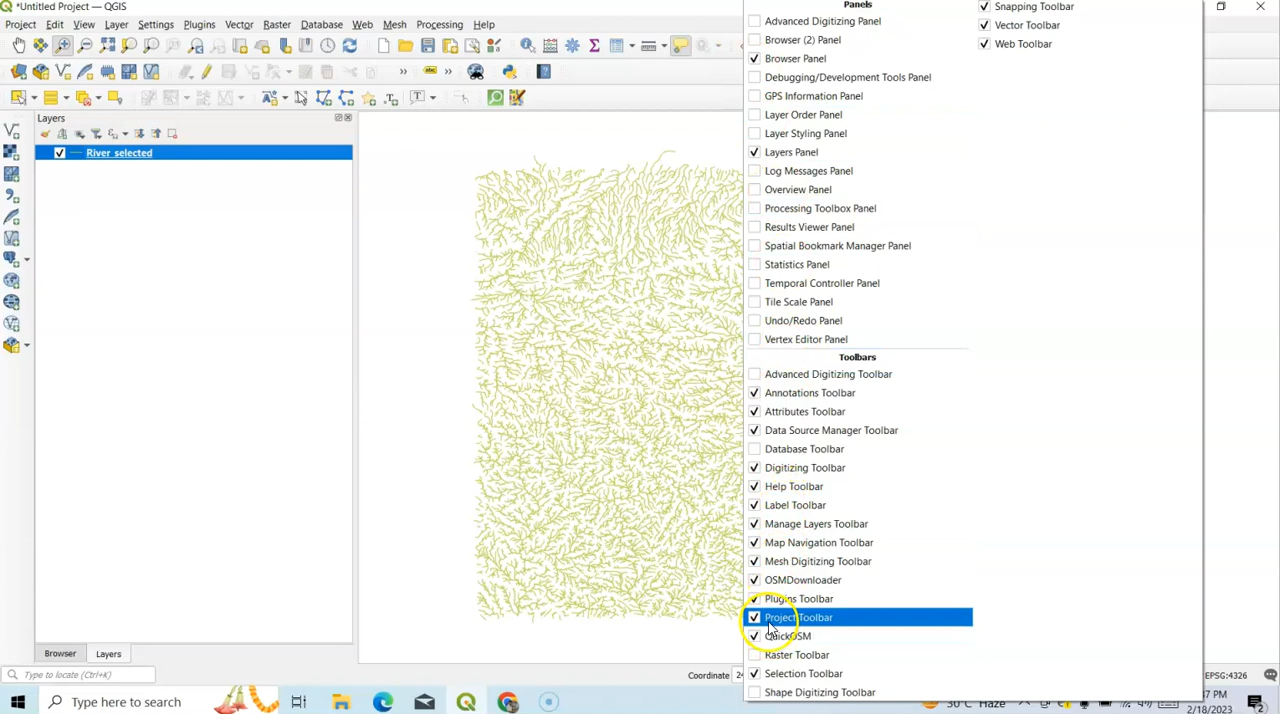 *Untitled Project — QGIS
Project Edit View Layer Settings Plugins Vector Raster Database Web Mesh Processing Help
abc
Layers
River_selected
Browser
Layers
Type to locate (Ctrl+K)
Coordinate
EPSG:4326
Panels
Advanced Digitizing Panel
Browser (2) Panel
Browser Panel
Debugging/Development Tools Panel
GPS Information Panel
Layer Order Panel
Layer Styling Panel
Layers Panel
Log Messages Panel
Overview Panel
Processing Toolbox Panel
Results Viewer Panel
Spatial Bookmark Manager Panel
Statistics Panel
Temporal Controller Panel
Tile Scale Panel
Undo/Redo Panel
Vertex Editor Panel
Toolbars
Advanced Digitizing Toolbar
Annotations Toolbar
Attributes Toolbar
Data Source Manager Toolbar
Database Toolbar
Digitizing Toolbar
Help Toolbar
Label Toolbar
Manage Layers Toolbar
Map Navigation Toolbar
Mesh Digitizing Toolbar
OSMDownloader
Plugins Toolbar
Project Toolbar
QuickOSM
Raster Toolbar
Selection Toolbar
Shape Digitizing Toolbar
Snapping Toolbar
Vector Toolbar
Web Toolbar
Type here to search
30°C Haze
2/18/2023
2